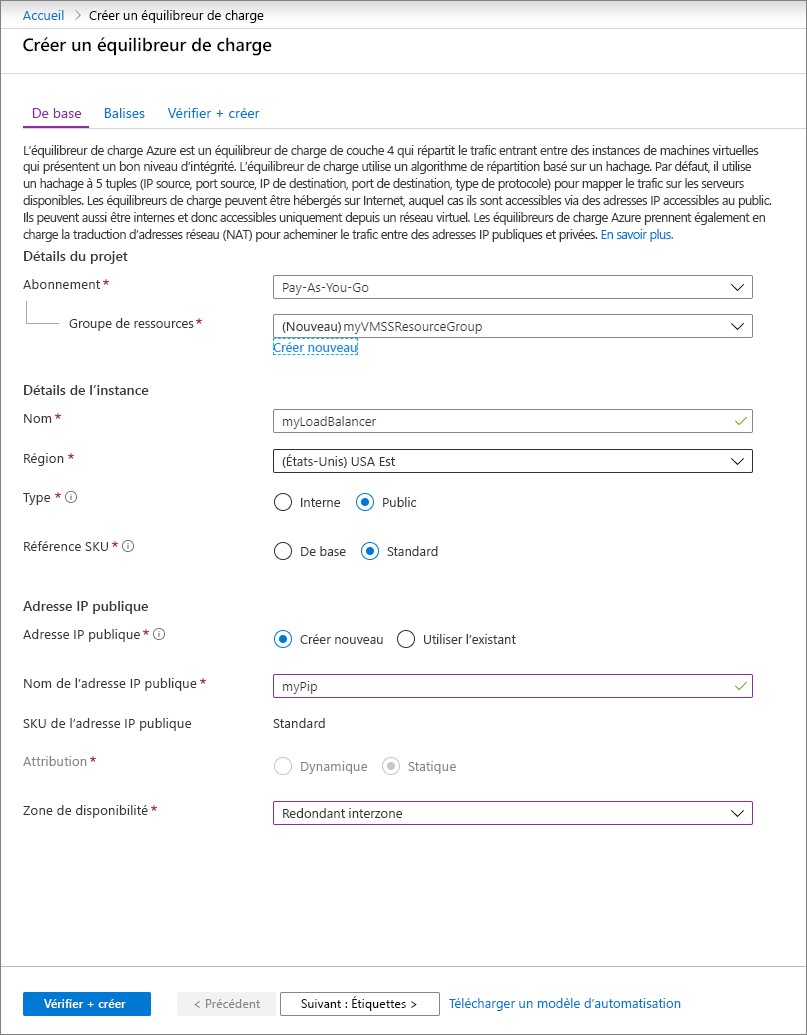 Accueil > Créer un équilibreur de charge
Créer un équilibreur de charge
De base Balises Vérifier + créer
L'équilibreur de charge Azure est un équilibreur de charge de couche 4 qui répartit le trafic entrant entre des instances de machines virtuelles
qui présentent un bon niveau d'intégrité. L'équilibreur de charge utilise un algorithme de répartition basé sur un hachage. Par défaut, il utilise
un hachage à 5 tuples (IP source, port source, IP de destination, port de destination, type de protocole) pour mapper le trafic sur les serveurs
disponibles. Les équilibreurs de charge peuvent être hébergés sur Internet, auquel cas ils sont accessibles via des adresses IP accessibles au public.
Ils peuvent aussi être internes et donc accessibles uniquement depuis un réseau virtuel. Les équilibreurs de charge Azure prennent également en
charge la traduction d'adresses réseau (NAT) pour acheminer le trafic entre des adresses IP publiques et privées. En savoir plus.
Détails du projet
Abonnement * Pay-As-You-Go
Groupe de ressources * (Nouveau) myVMSSResourceGroup
Créer nouveau
Détails de l'instance
Nom * myLoadBalancer
Région * (États-Unis) USA Est
Type * Interne Public
Référence SKU * De base Standard
Adresse IP publique
Adresse IP publique * Créer nouveau Utiliser l'existant
Nom de l'adresse IP publique * myPip
SKU de l'adresse IP publique Standard
Attribution * Dynamique Statique
Zone de disponibilité * Redondant interzone
Vérifier + créer < Précédent Suivant : Étiquettes > Télécharger un modèle d'automatisation